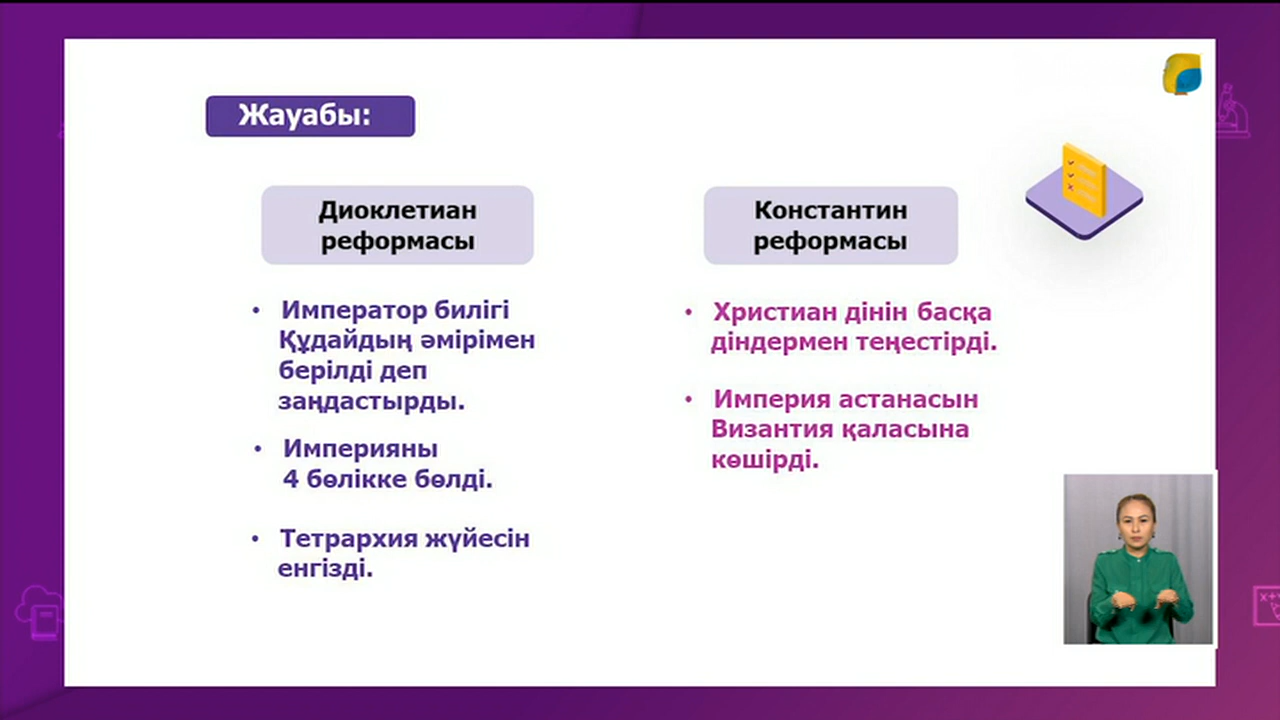 Жауабы:
Диоклетиан
реформасы
• Император билігі
Құдайдың әмірімен
берілді деп
заңдастырды.
• Империяны
4 бөлікке бөлді.
• Тетрархия жүйесін
енгізді.
Константин
реформасы
• Христиан дінін басқа
діндермен теңестірді.
• Империя астанасын
Византия қаласына
көшірді.